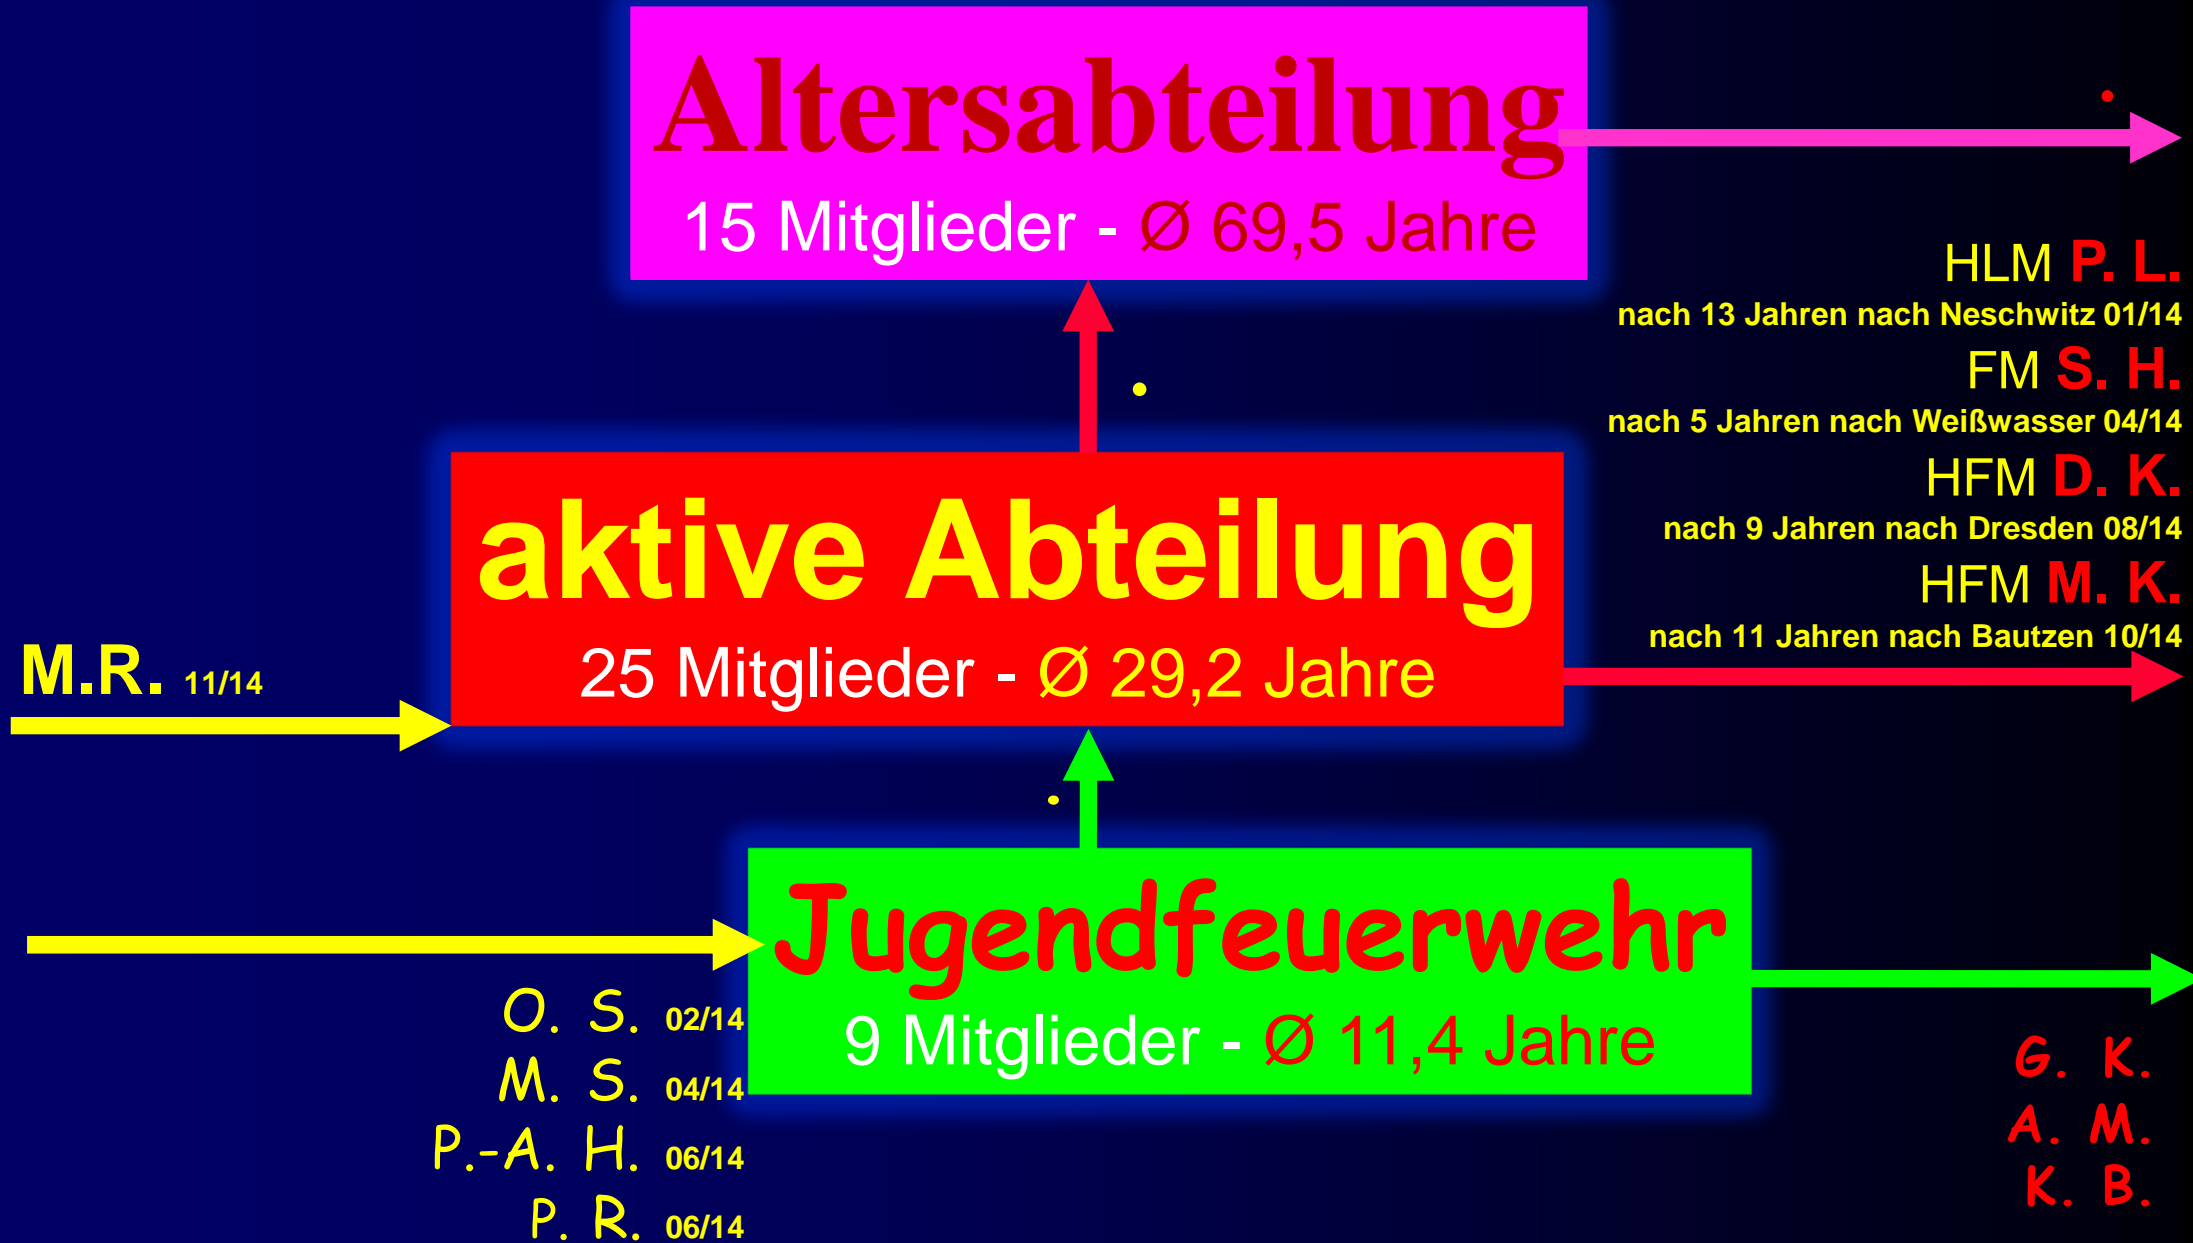 Altersabteilung
15 Mitglieder - Ø 69,5 Jahre
HLM P. L.
nach 13 Jahren nach Neschwitz 01/14
FM S. H.
nach 5 Jahren nach Weißwasser 04/14
HFM D. K.
nach 9 Jahren nach Dresden 08/14
HFM M. K.
nach 11 Jahren nach Bautzen 10/14
aktive Abteilung
25 Mitglieder - Ø 29,2 Jahre
M.R. 11/14
Jugendfeuerwehr
9 Mitglieder - Ø 11,4 Jahre
O. S. 02/14
M. S. 04/14
P.-A. H. 06/14
P. R. 06/14
G. K.
A. M.
K. B.